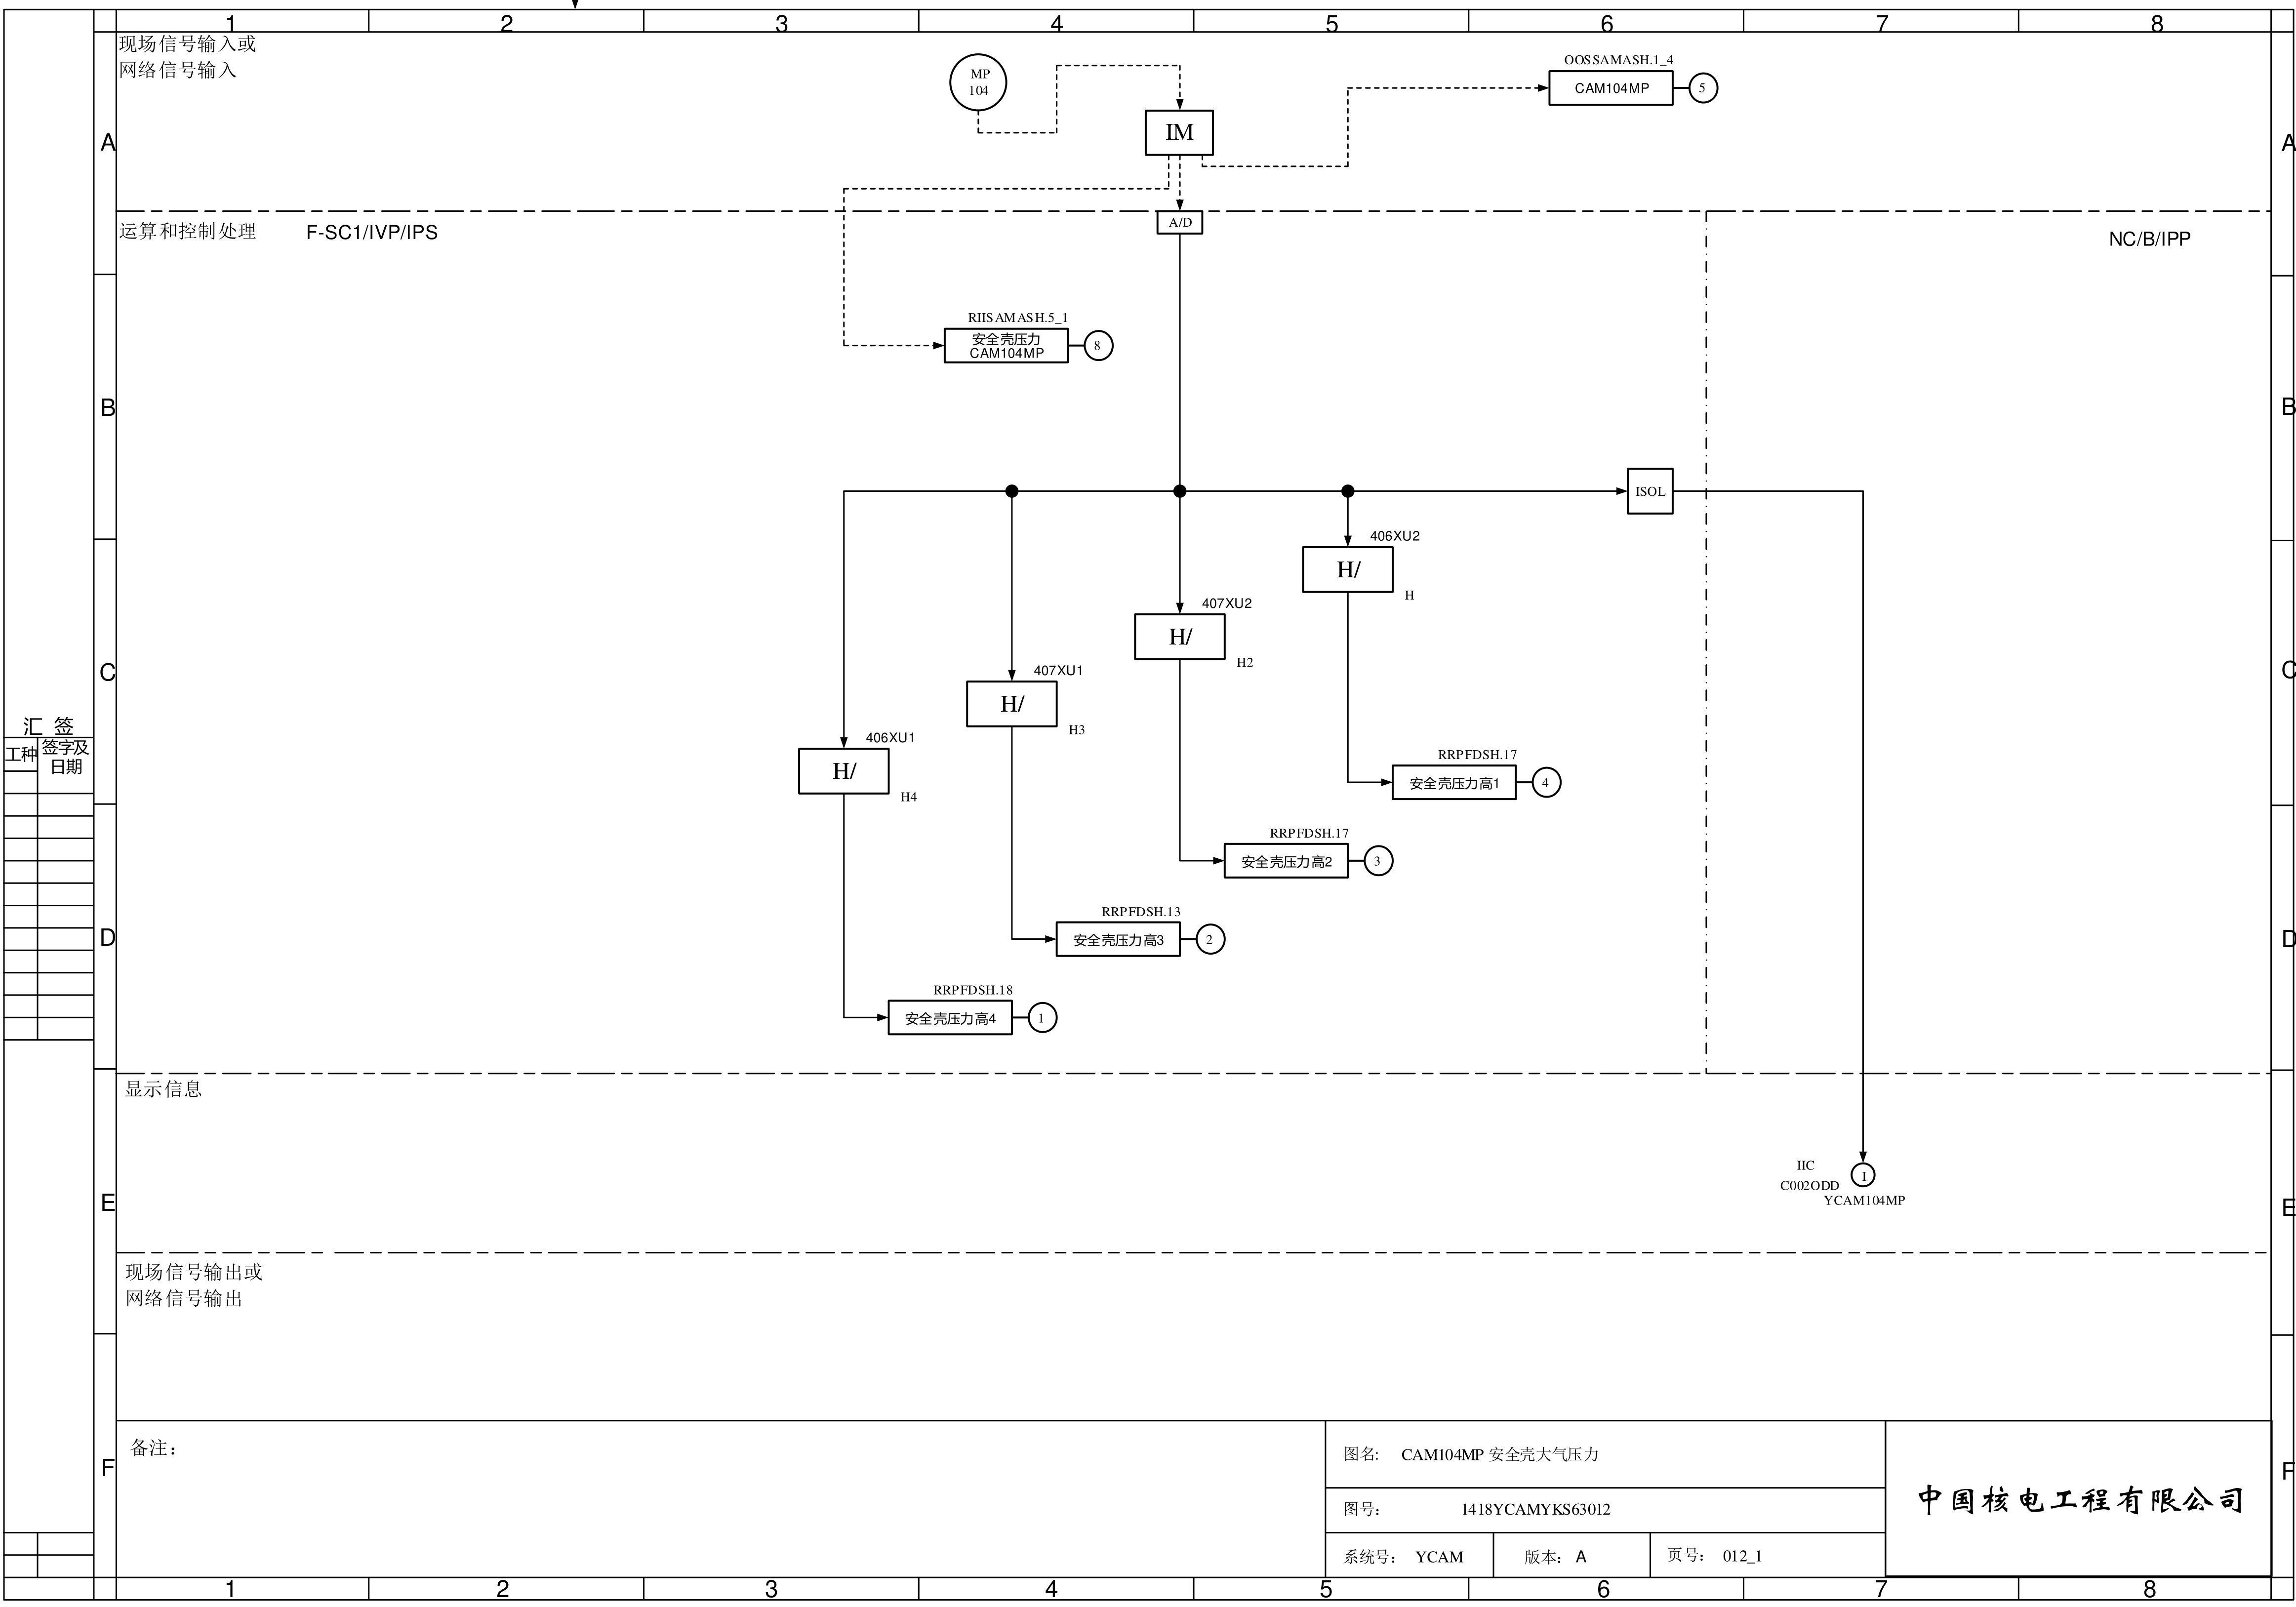 1 2 3 4 5 6 7 8
现场信号输入或
网络信号输入
MP
104
IM
OOSSAMASH.1_4
CAM104MP
5
A
A
A/D
运算和控制处理 F-SC1/IVP/IPS
NC/B/IPP
RIISAMASH.5_1
安全壳压力
CAM104MP
8
B
B
ISOL
406XU2
H/
H
407XU2
H/
H2
C
C
407XU1
H/
H3
406XU1
H/
H4
汇 签
工种
签字及
日期
RRPFDSH.17
安全壳压力高1
4
RRPFDSH.17
安全壳压力高2
3
RRPFDSH.13
安全壳压力高3
2
D
D
RRPFDSH.18
安全壳压力高4
1
显示信息
IIC
C002ODD
I
YCAM104MP
E
E
现场信号输出或
网络信号输出
备注：
F
F
图名: CAM104MP 安全壳大气压力
图号： 1418YCAMYKS63012
系统号： YCAM
版本：A
页号： 012_1
中国核电工程有限公司
1 2 3 4 5 6 7 8